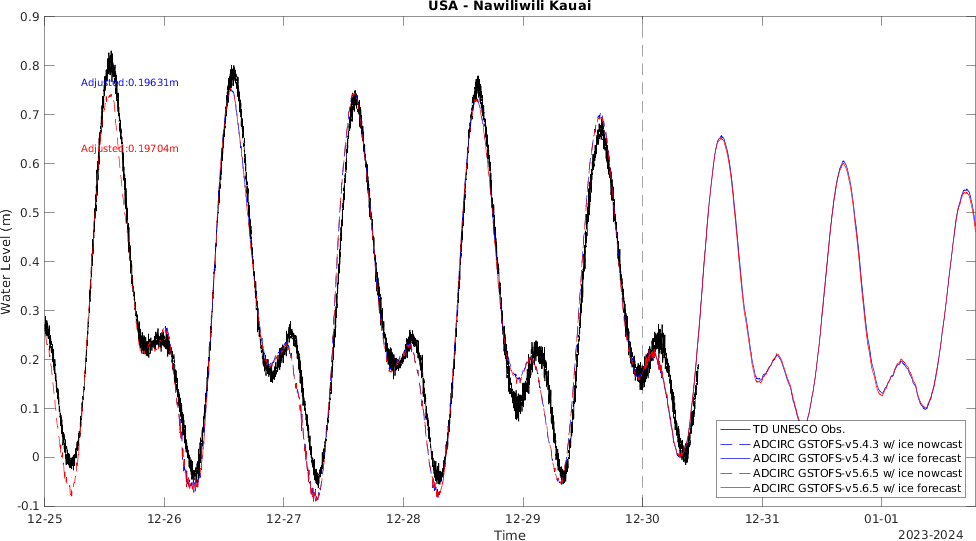 USA - Nawiliwili Kauai
0.9
0.8
0.7
0.6
0.5
0.4
0.3
0.2
0.1
0
-0.1
Water Level (m)
Adjusted:0.19631m
Adjusted:0.19704m
TD UNESCO Obs.
ADCIRC GSTOFS-v5.4.3 w/ ice nowcast
ADCIRC GSTOFS-v5.4.3 w/ ice forecast
ADCIRC GSTOFS-v5.6.5 w/ ice nowcast
ADCIRC GSTOFS-v5.6.5 w/ ice forecast
12-25 12-26 12-27 12-28 12-29 12-30 12-31 01-01
Time
2023-2024